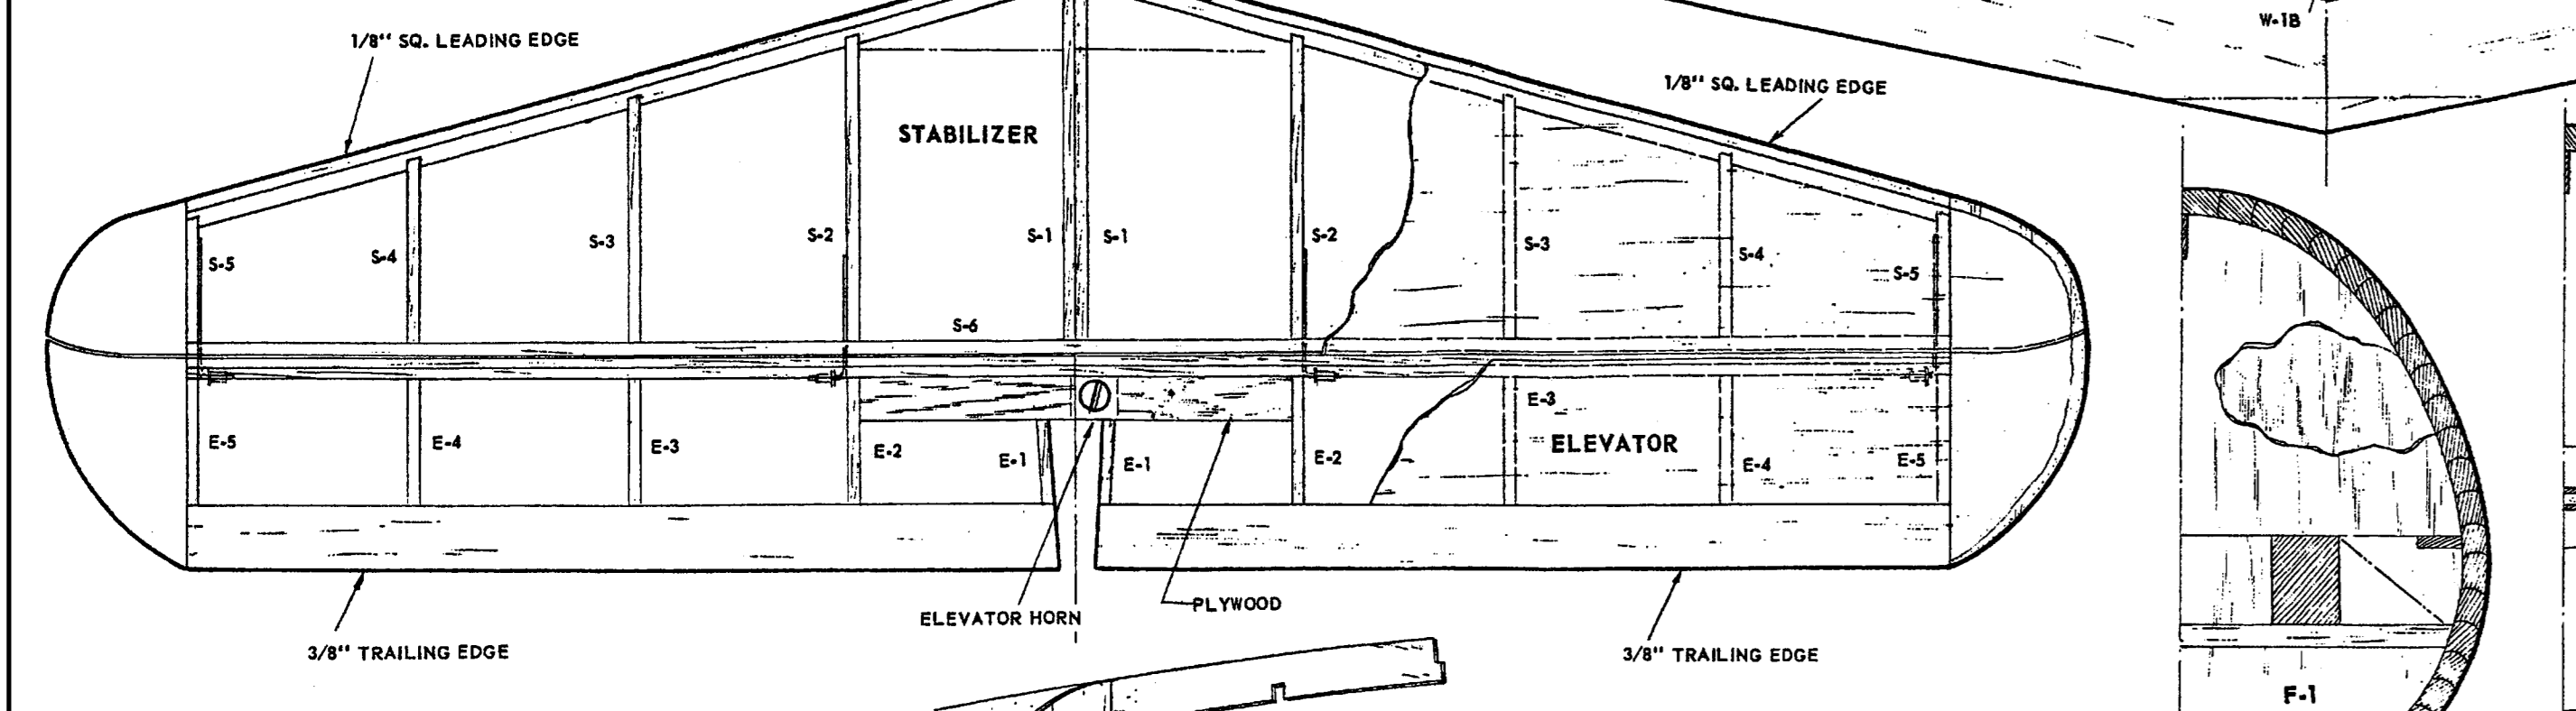 W-1B
1/8" SQ. LEADING EDGE
1/8" SQ. LEADING EDGE
STABILIZER
S-5
S-4
S-3
S-2
S-1
S-1
S-2
S-3
S-4
S-5
S-6
E-3
E-5
E-4
E-3
E-2
E-1
E-1
E-2
ELEVATOR
E-4
E-5
ELEVATOR HORN
PLYWOOD
3/8" TRAILING EDGE
3/8" TRAILING EDGE
F-1